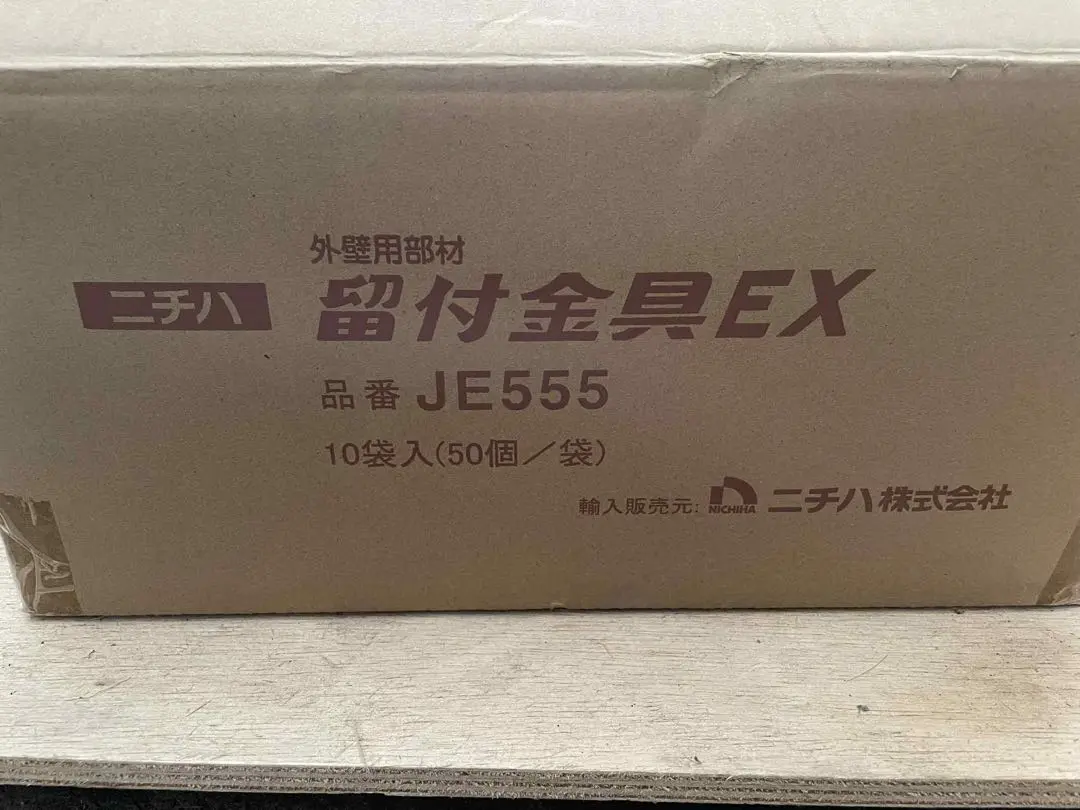 外壁用部材
ニチハ 留付金具EX
品番 JE555
10袋入(50個／袋)
輸入販売元: NICHIHA ニチハ株式会社